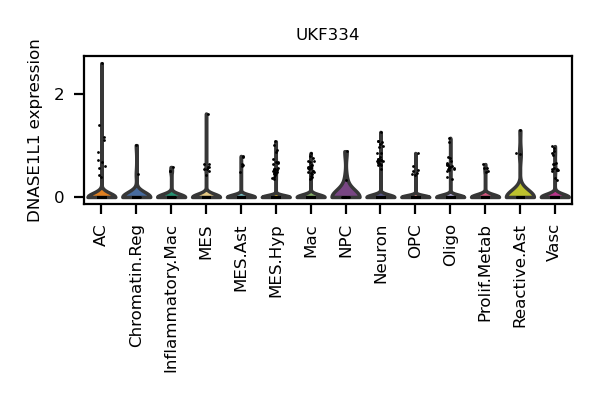 UKF334
DNASE1L1 expression
2
0
AC
Chromatin.Reg
Inflammatory.Mac
MES
MES.Ast
MES.Hyp
Mac
NPC
Neuron
OPC
Oligo
Prolif.Metab
Reactive.Ast
Vasc